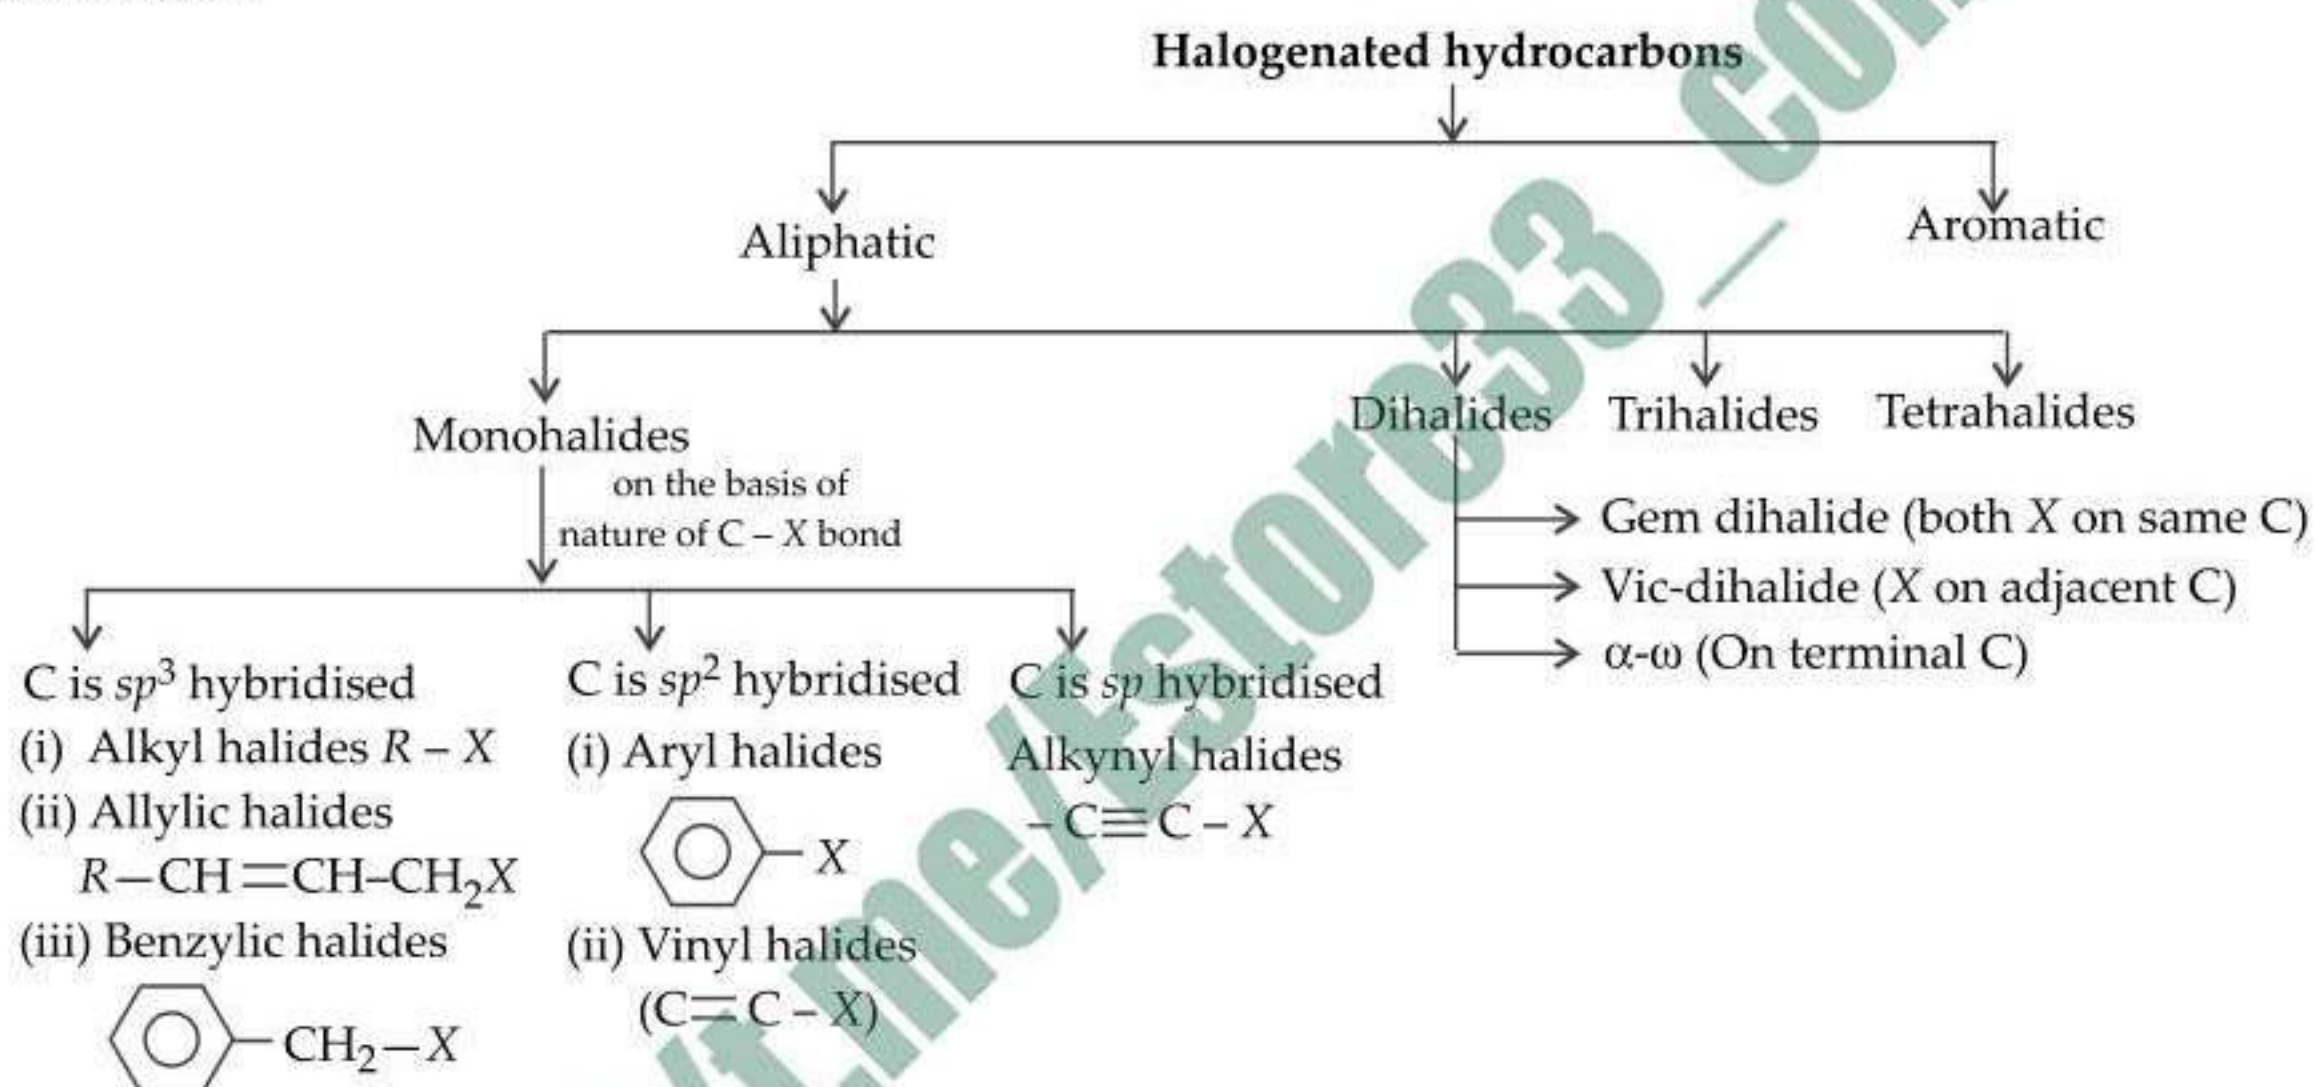 Halogenated hydrocarbons
Aliphatic
Aromatic
Monohalides
Dihalides
Trihalides
Tetrahalides
on the basis of
nature of C – X bond
Gem dihalide (both X on same C)
Vic-dihalide (X on adjacent C)
α-ω (On terminal C)
C is sp³ hybridised
(i) Alkyl halides R – X
(ii) Allylic halides
R—CH=CH–CH₂X
(iii) Benzylic halides
CH₂—X
C is sp² hybridised
(i) Aryl halides
X
(ii) Vinyl halides
(C=C – X)
C is sp hybridised
Alkynyl halides
–C≡C – X
t.me/Estore33_com